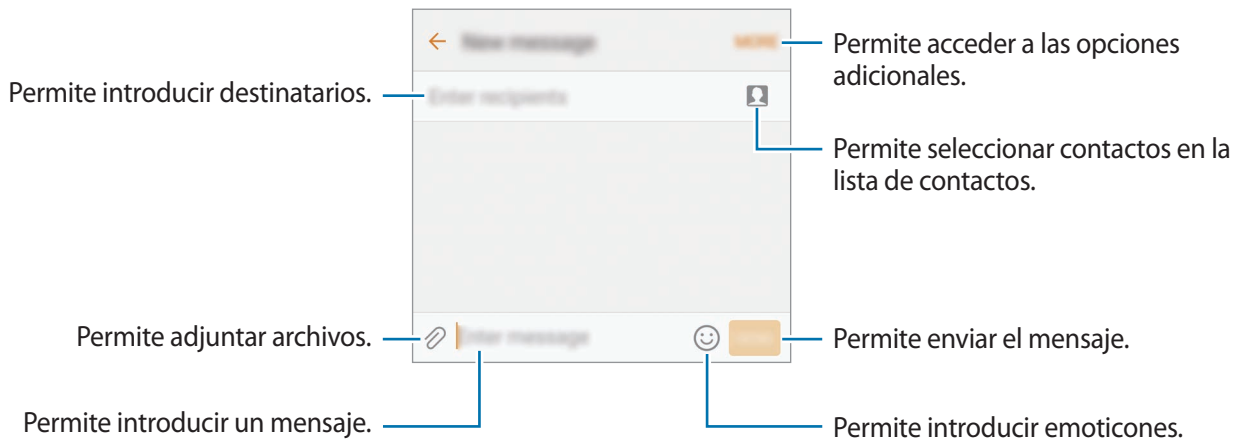 Permite acceder a las opciones
adicionales.
Permite introducir destinatarios.
Permite seleccionar contactos en la
lista de contactos.
Permite adjuntar archivos.
Permite enviar el mensaje.
Permite introducir un mensaje.
Permite introducir emoticones.